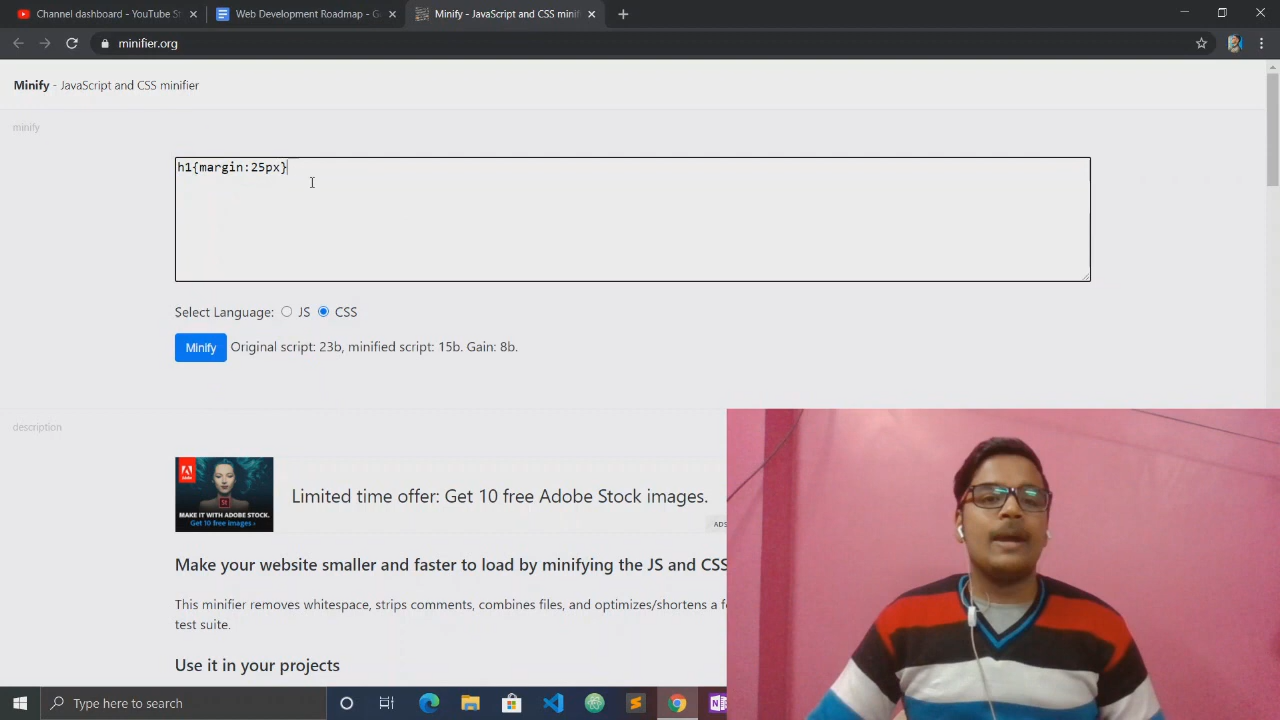 Channel dashboard - YouTube St
Web Development Roadmap - G
Minify - JavaScript and CSS minif
minifier.org
Minify - JavaScript and CSS minifier
minify
h1{margin:25px}
Select Language: JS CSS
Minify Original script: 23b, minified script: 15b. Gain: 8b.
description
MAKE IT WITH ADOBE STOCK.
Get 10 free images ›
Limited time offer: Get 10 free Adobe Stock images.
ADS
Make your website smaller and faster to load by minifying the JS and CSS
This minifier removes whitespace, strips comments, combines files, and optimizes/shortens a f
test suite.
Use it in your projects
Type here to search